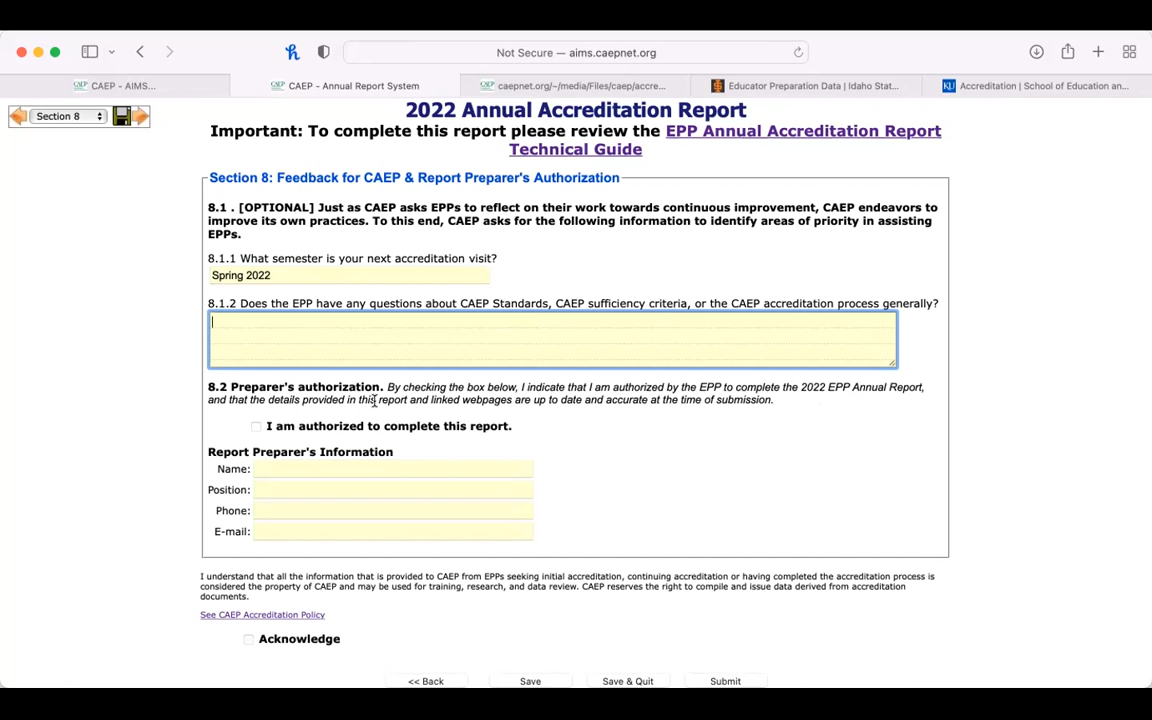 Not Secure — aims.caepnet.org
CAEP - AIMS...
CAEP - Annual Report System
caepnet.org/~/media/Files/caep/accre...
Educator Preparation Data | Idaho Stat...
KU
Accreditation | School of Education an...
Section 8
2022 Annual Accreditation Report
Important: To complete this report please review the EPP Annual Accreditation Report
Technical Guide
Section 8: Feedback for CAEP & Report Preparer's Authorization
8.1 . [OPTIONAL] Just as CAEP asks EPPs to reflect on their work towards continuous improvement, CAEP endeavors to
improve its own practices. To this end, CAEP asks for the following information to identify areas of priority in assisting
EPPs.
8.1.1 What semester is your next accreditation visit?
Spring 2022
8.1.2 Does the EPP have any questions about CAEP Standards, CAEP sufficiency criteria, or the CAEP accreditation process generally?
8.2 Preparer's authorization. By checking the box below, I indicate that I am authorized by the EPP to complete the 2022 EPP Annual Report,
and that the details provided in this report and linked webpages are up to date and accurate at the time of submission.
I am authorized to complete this report.
Report Preparer's Information
Name:
Position:
Phone:
E-mail:
I understand that all the information that is provided to CAEP from EPPs seeking initial accreditation, continuing accreditation or having completed the accreditation process is
considered the property of CAEP and may be used for training, research, and data review. CAEP reserves the right to compile and issue data derived from accreditation
documents.
See CAEP Accreditation Policy
Acknowledge
<< Back
Save
Save & Quit
Submit